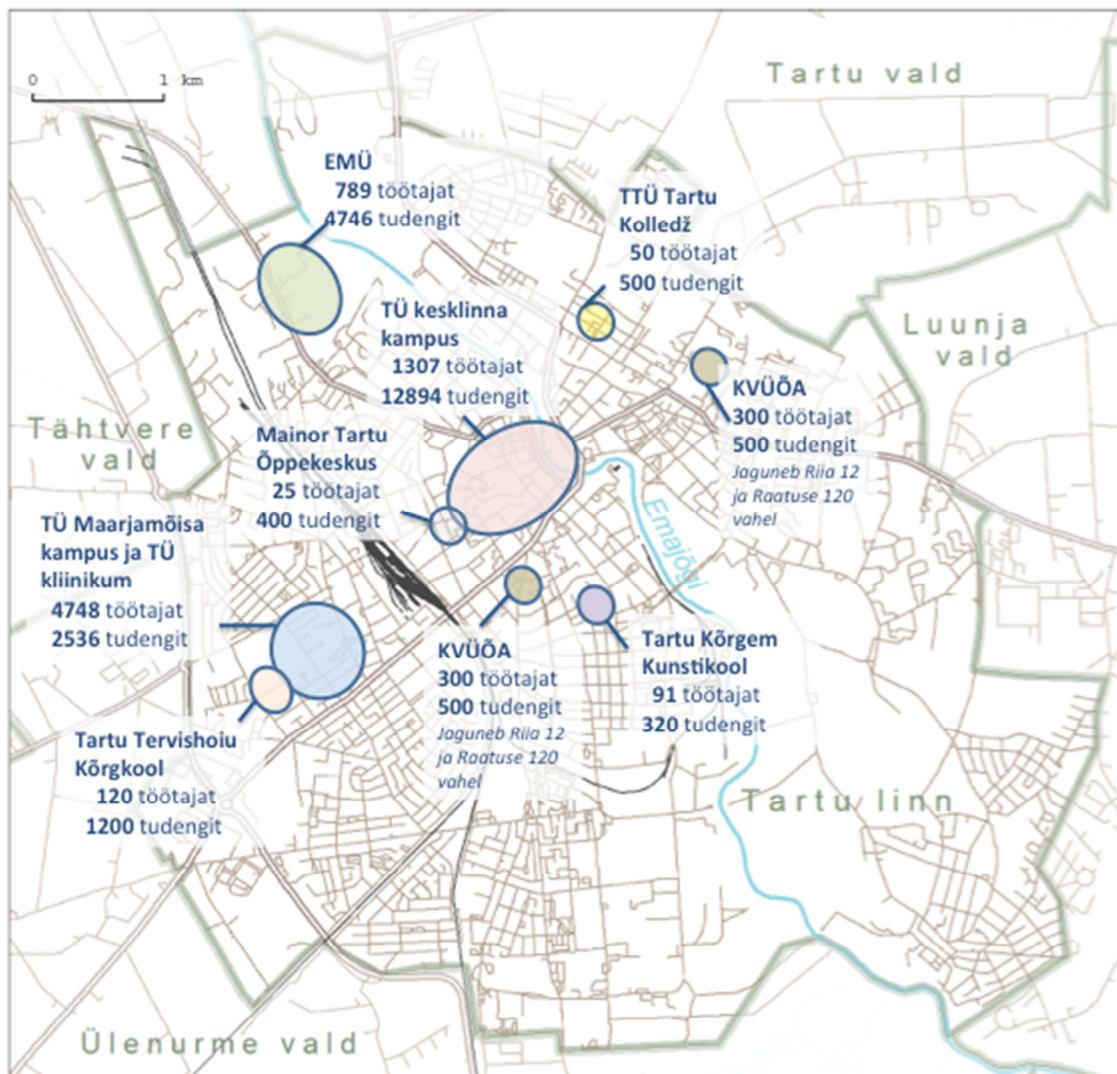 0 1 km
Tartu vald
EMÜ
789 töötajat
4746 tudengit
TTÜ Tartu
Kolledž
50 töötajat
500 tudengit
TÜ kesklinna
kampus
1307 töötajat
12894 tudengit
Luunja
vald
KVÜÕA
300 töötajat
500 tudengit
Jaguneb Riia 12
ja Raatuse 120
vahel
Tähtvere
vald
Mainor Tartu
Õppekeskus
25 töötajat
400 tudengit
TÜ Maarjamõisa
kampus ja TÜ
kliinikum
4748 töötajat
2536 tudengit
Emajõgi
KVÜÕA
300 töötajat
500 tudengit
Jaguneb Riia 12
ja Raatuse 120
vahel
Tartu Kõrgem
Kunstikool
91 töötajat
320 tudengit
Tartu Tervishoiu
Kõrgkool
120 töötajat
1200 tudengit
Tartu linn
Ülenurme vald